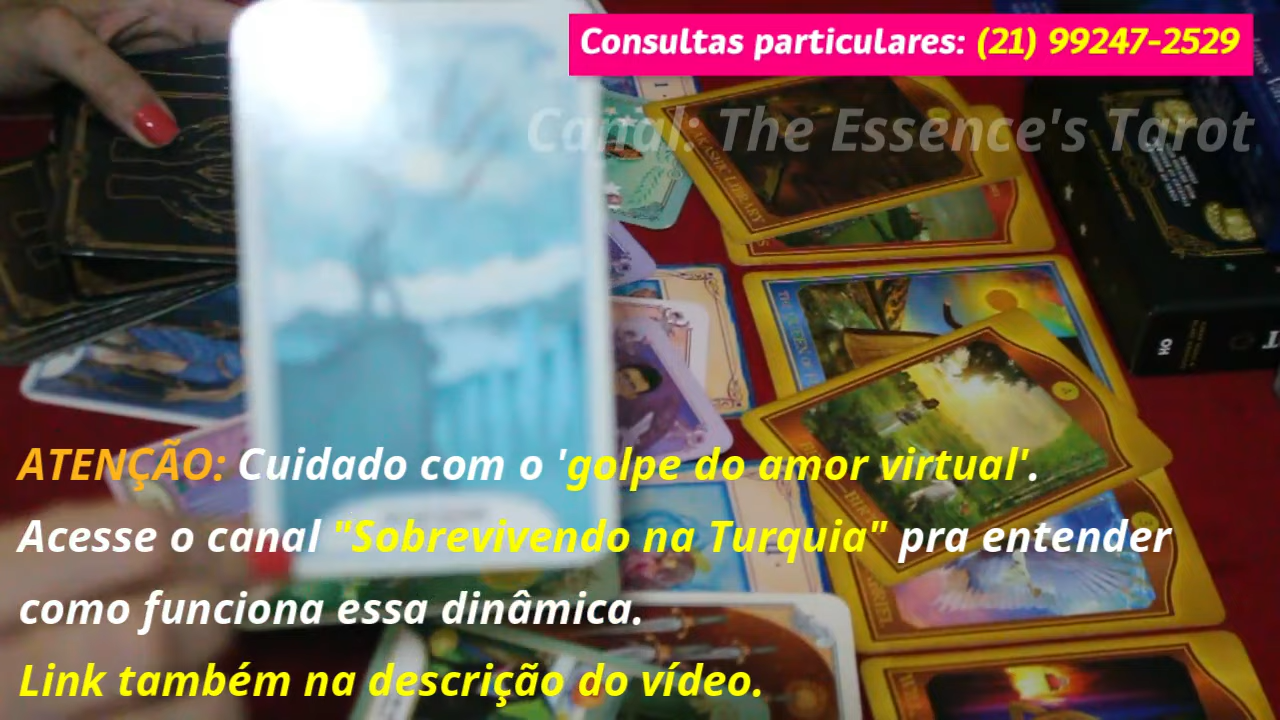 Consultas particulares: (21) 99247-2529
Canal: The Essence's Tarot
ATENÇÃO: Cuidado com o 'golpe do amor virtual'.
Acesse o canal "Sobrevivendo na Turquia" pra entender
como funciona essa dinâmica.
Link também na descrição do vídeo.